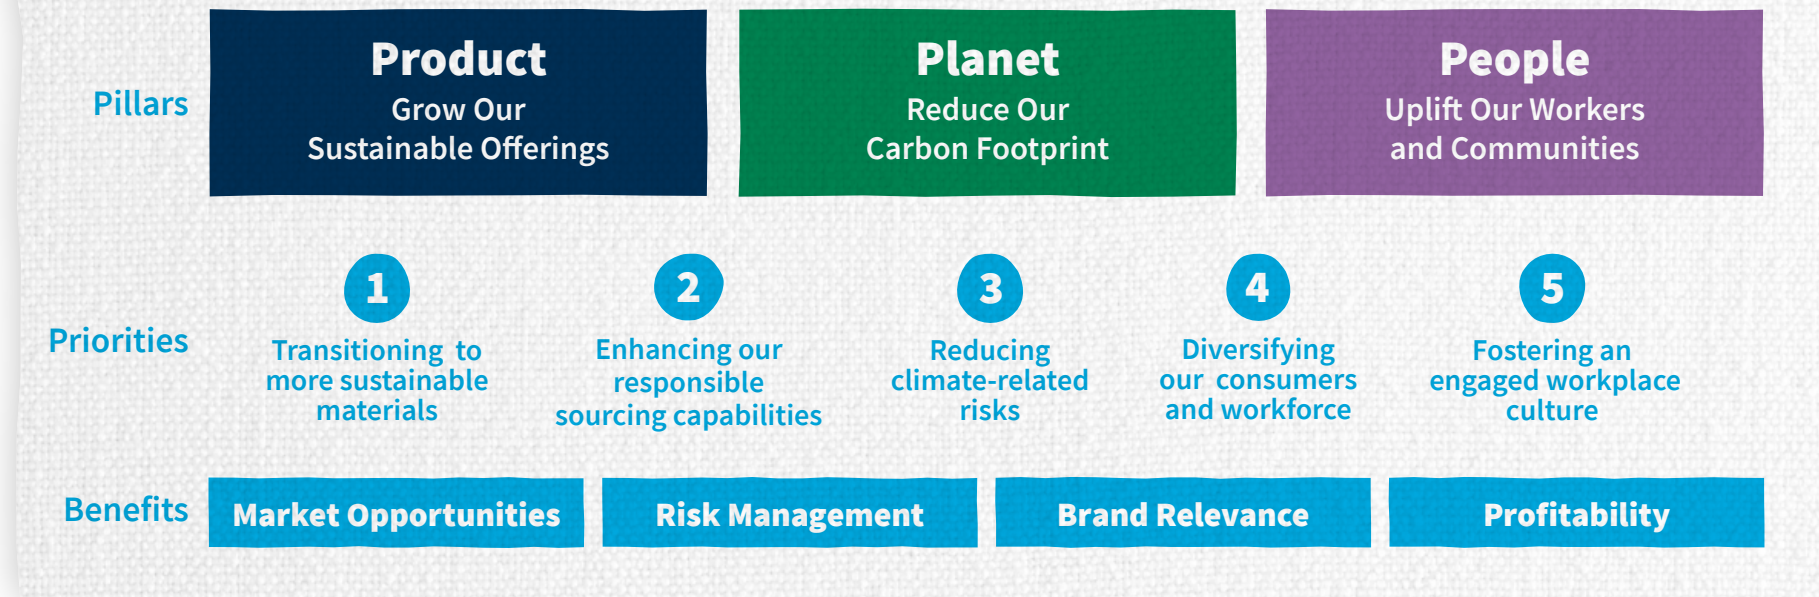 Pillars
Product
Grow Our
Sustainable Offerings
Planet
Reduce Our
Carbon Footprint
People
Uplift Our Workers
and Communities
Priorities
1
Transitioning to
more sustainable
materials
2
Enhancing our
responsible
sourcing capabilities
3
Reducing
climate-related
risks
4
Diversifying
our consumers
and workforce
5
Fostering an
engaged workplace
culture
Benefits
Market Opportunities
Risk Management
Brand Relevance
Profitability